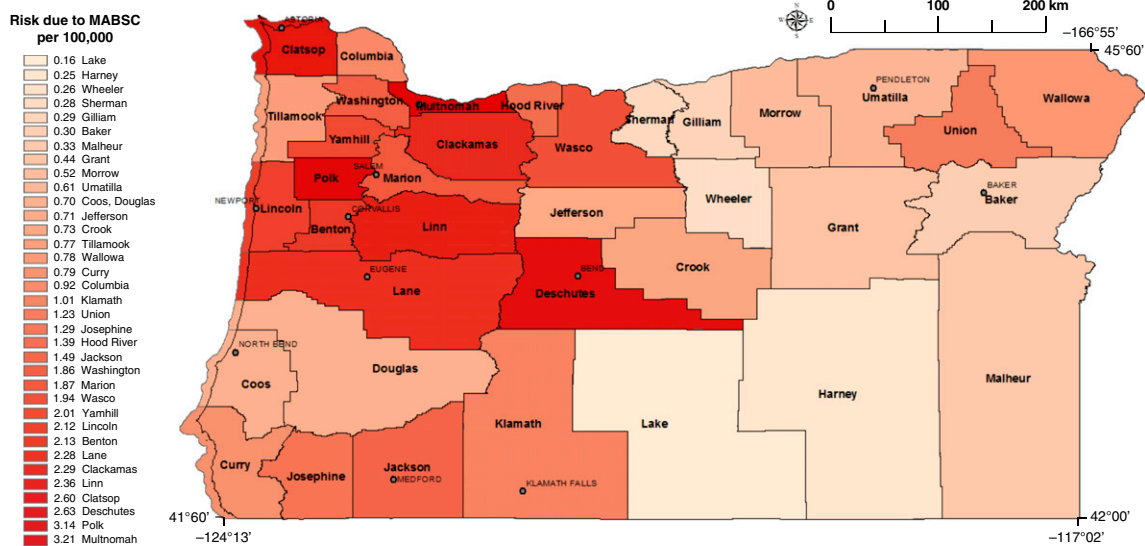 Risk due to MABSC
per 100,000
0.16 Lake
0.25 Harney
0.26 Wheeler
0.28 Sherman
0.29 Gilliam
0.30 Baker
0.33 Malheur
0.44 Grant
0.52 Morrow
0.61 Umatilla
0.70 Coos, Douglas
0.71 Jefferson
0.73 Crook
0.77 Tillamook
0.78 Wallowa
0.79 Curry
0.92 Columbia
1.01 Klamath
1.23 Union
1.29 Josephine
1.39 Hood River
1.49 Jackson
1.86 Washington
1.87 Marion
1.94 Wasco
2.01 Yamhill
2.12 Lincoln
2.13 Benton
2.28 Lane
2.29 Clackamas
2.36 Linn
2.60 Clatsop
2.63 Deschutes
3.14 Polk
3.21 Multnomah
N
W
E
S
0 100 200 km
−166°55′
45°60′
ASTORIA
Clatsop
Columbia
Tillamook
Washington
Multnomah
Hood River
Sherman
Gilliam
Morrow
PENDLETON
Umatilla
Union
Wallowa
Yamhill
Clackamas
Wasco
Polk
SALEM
Marion
Wheeler
Grant
BAKER
Baker
NEWPORT
Lincoln
CORVALLIS
Benton
Linn
Jefferson
Crook
EUGENE
Lane
BEND
Deschutes
NORTH BEND
Coos
Douglas
Klamath
Lake
Harney
Malheur
Curry
Josephine
Jackson
MEDFORD
KLAMATH FALLS
41°60′
−124°13′
42°00′
−117°02′